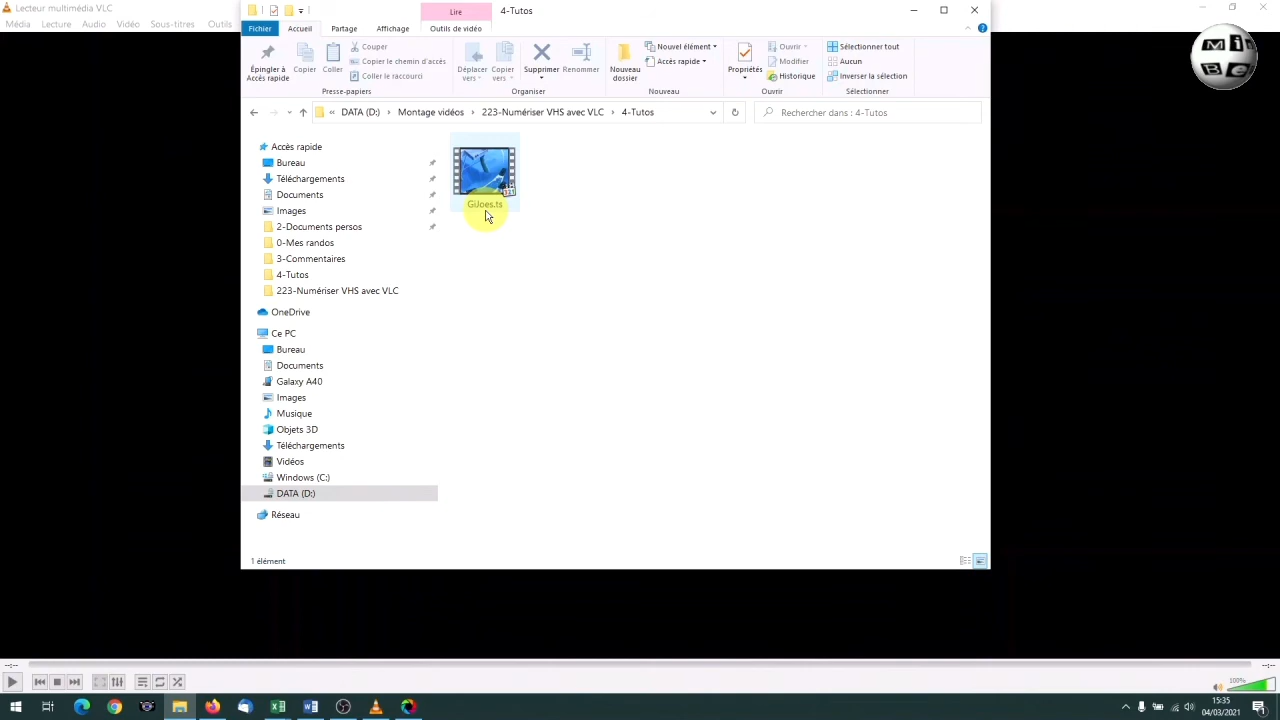 Lecteur multimédia VLC
Média Lecture Audio Vidéo Sous-titres Outils
Lire 4-Tutos
Fichier Accueil Partage Affichage Outils de vidéo
Épingler à Accès rapide
Copier
Coller
Couper
Copier le chemin d'accès
Coller le raccourci
Presse-papiers
Déplacer vers
Copier vers
Supprimer
Renommer
Organiser
Nouveau dossier
Nouvel élément
Accès rapide
Nouveau
Propriétés
Ouvrir
Modifier
Historique
Ouvrir
Sélectionner tout
Aucun
Inverser la sélection
Sélectionner
« DATA (D:) › Montage vidéos › 223-Numériser VHS avec VLC › 4-Tutos
Rechercher dans : 4-Tutos
Accès rapide
Bureau
Téléchargements
Documents
Images
2-Documents persos
0-Mes randos
3-Commentaires
4-Tutos
223-Numériser VHS avec VLC
OneDrive
Ce PC
Bureau
Documents
Galaxy A40
Images
Musique
Objets 3D
Téléchargements
Vidéos
Windows (C:)
DATA (D:)
Réseau
GiJoes.ts
1 élément
--:-- --:--
100%
15:35
04/03/2021